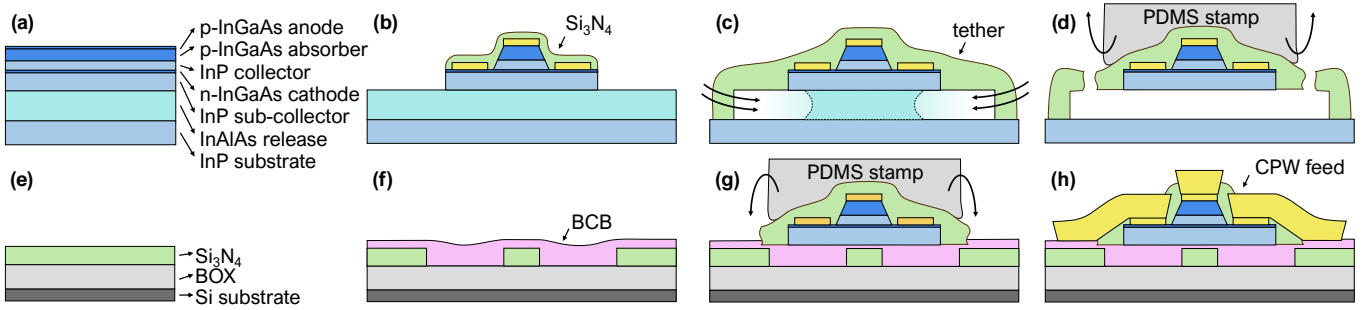 (a)
p-InGaAs anode
p-InGaAs absorber
InP collector
n-InGaAs cathode
InP sub-collector
InAlAs release
InP substrate
(b)
Si₃N₄
(c)
tether
(d)
PDMS stamp
(e)
Si₃N₄
BOX
Si substrate
(f)
BCB
(g)
PDMS stamp
(h)
CPW feed